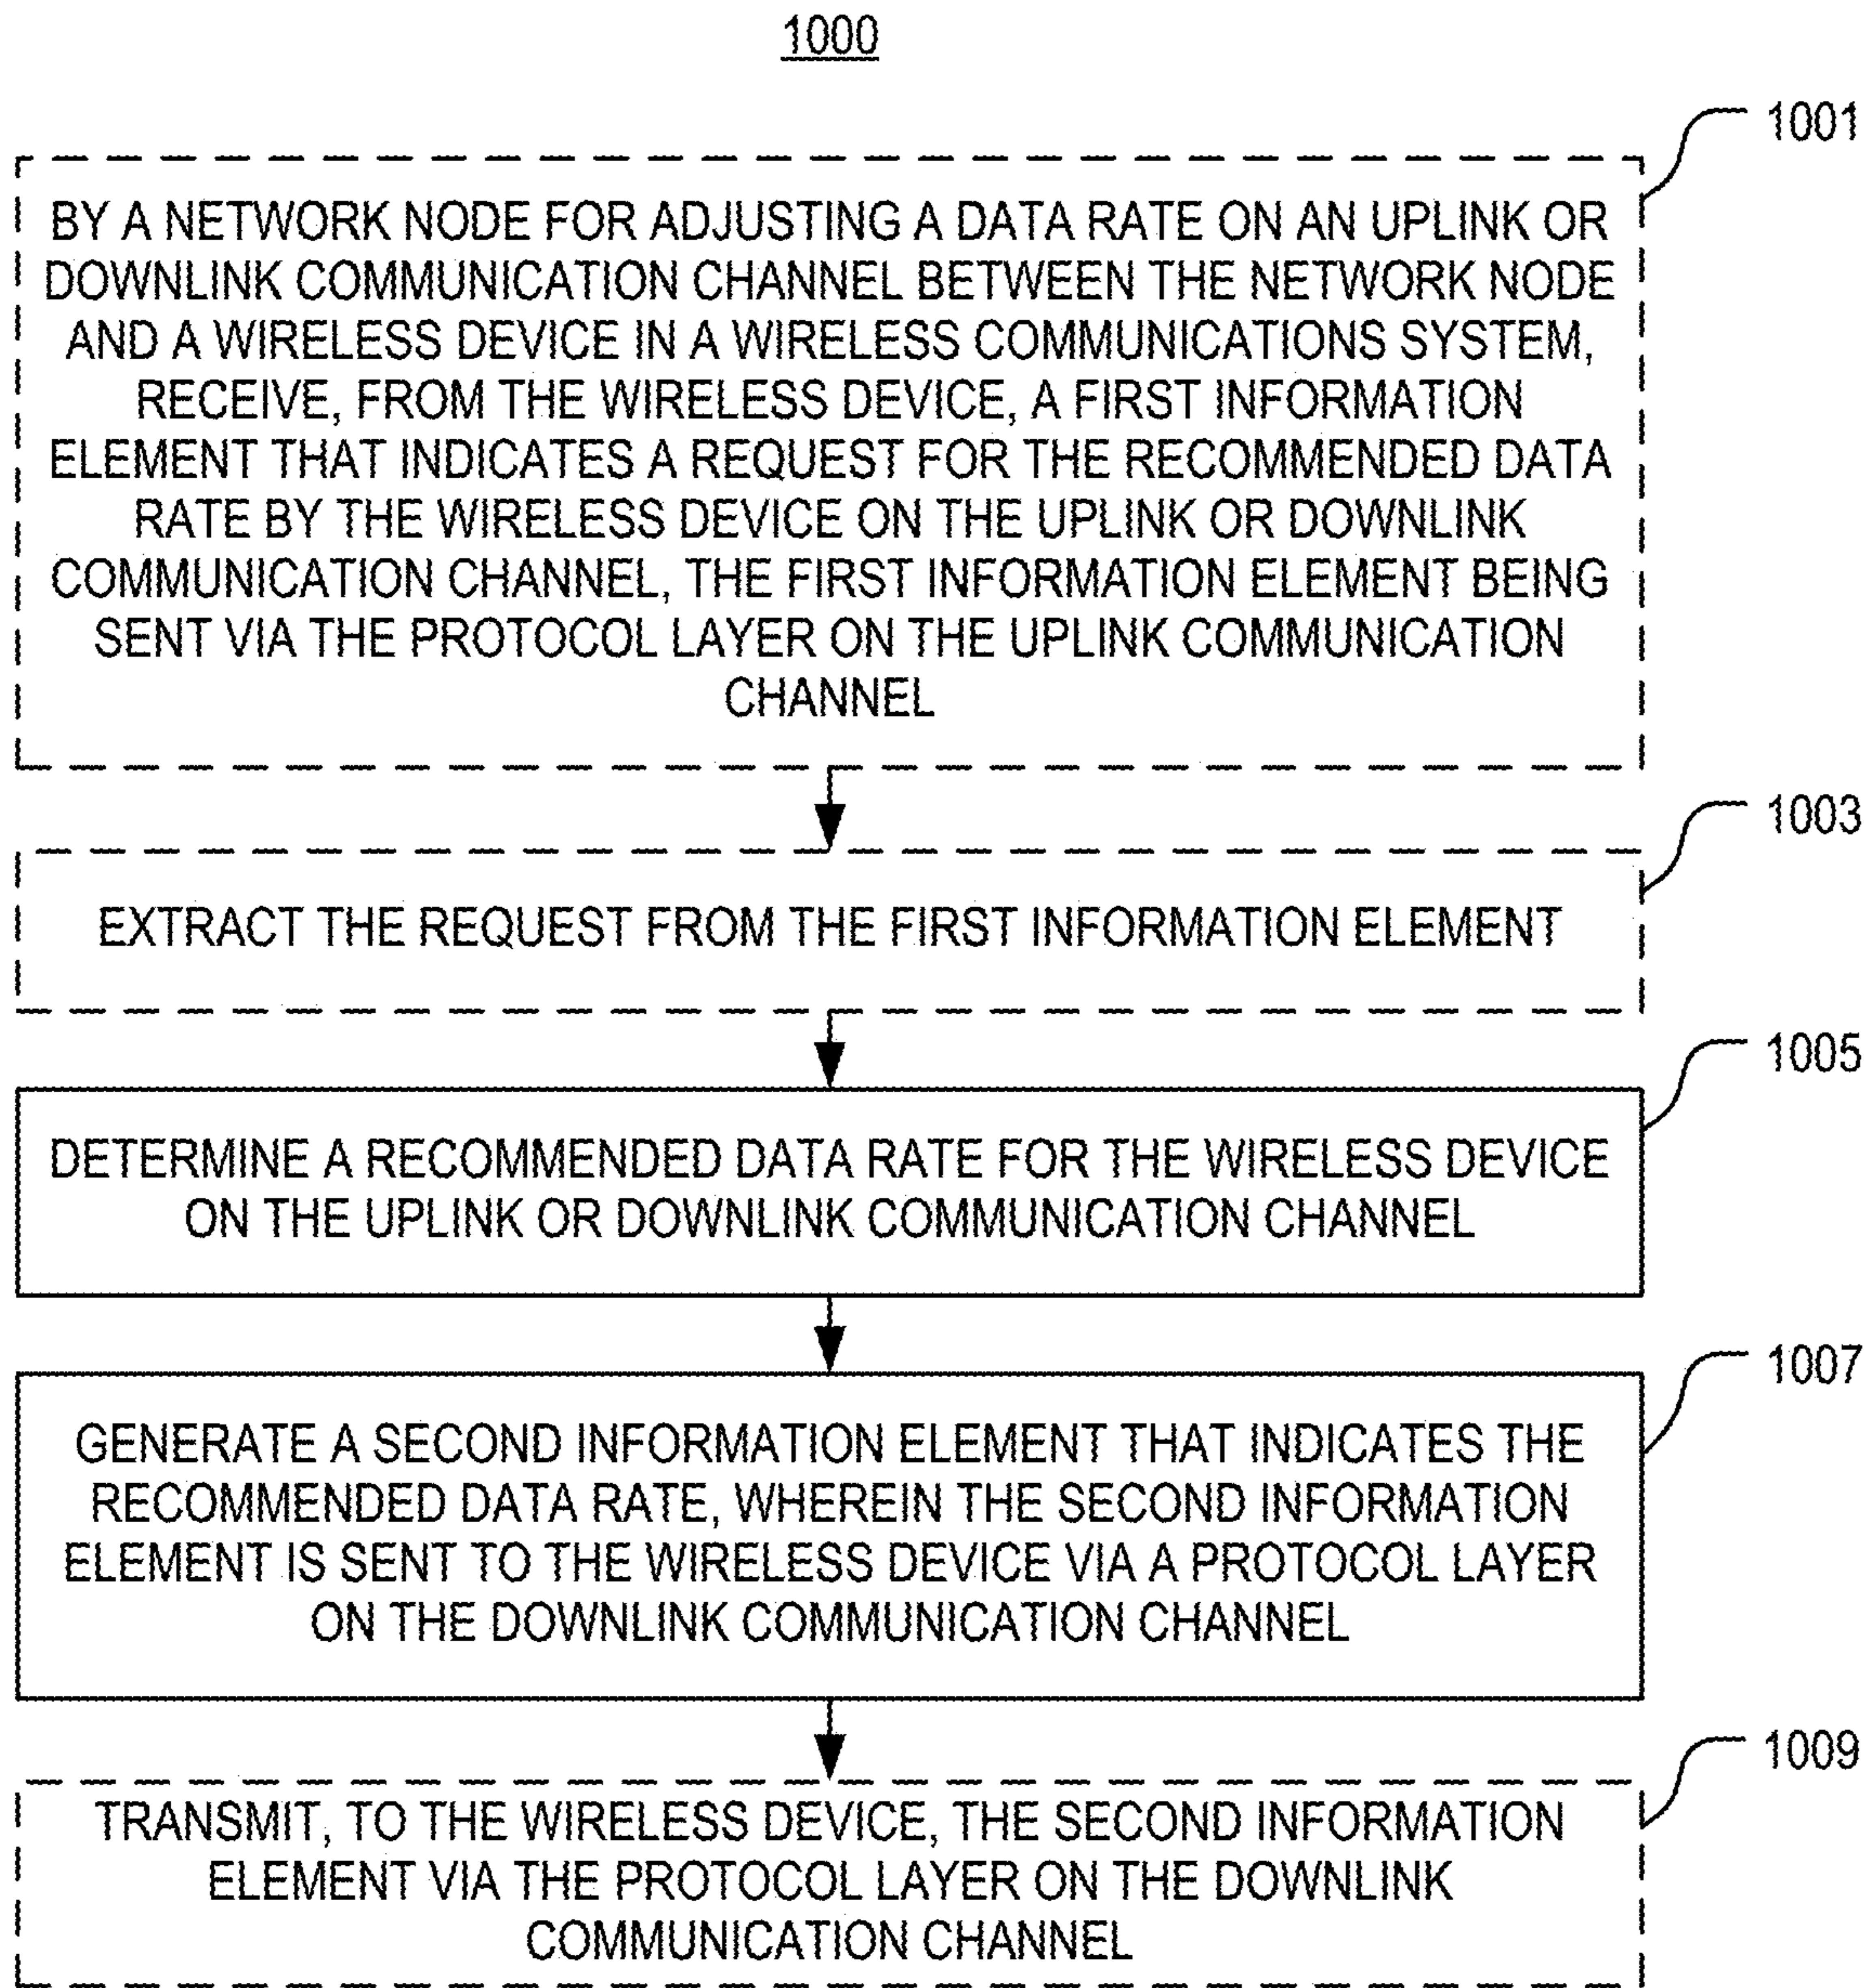 1000
1001
BY A NETWORK NODE FOR ADJUSTING A DATA RATE ON AN UPLINK OR
DOWNLINK COMMUNICATION CHANNEL BETWEEN THE NETWORK NODE
AND A WIRELESS DEVICE IN A WIRELESS COMMUNICATIONS SYSTEM,
RECEIVE, FROM THE WIRELESS DEVICE, A FIRST INFORMATION
ELEMENT THAT INDICATES A REQUEST FOR THE RECOMMENDED DATA
RATE BY THE WIRELESS DEVICE ON THE UPLINK OR DOWNLINK
COMMUNICATION CHANNEL, THE FIRST INFORMATION ELEMENT BEING
SENT VIA THE PROTOCOL LAYER ON THE UPLINK COMMUNICATION
CHANNEL
1003
EXTRACT THE REQUEST FROM THE FIRST INFORMATION ELEMENT
1005
DETERMINE A RECOMMENDED DATA RATE FOR THE WIRELESS DEVICE
ON THE UPLINK OR DOWNLINK COMMUNICATION CHANNEL
1007
GENERATE A SECOND INFORMATION ELEMENT THAT INDICATES THE
RECOMMENDED DATA RATE, WHEREIN THE SECOND INFORMATION
ELEMENT IS SENT TO THE WIRELESS DEVICE VIA A PROTOCOL LAYER
ON THE DOWNLINK COMMUNICATION CHANNEL
1009
TRANSMIT, TO THE WIRELESS DEVICE, THE SECOND INFORMATION
ELEMENT VIA THE PROTOCOL LAYER ON THE DOWNLINK
COMMUNICATION CHANNEL